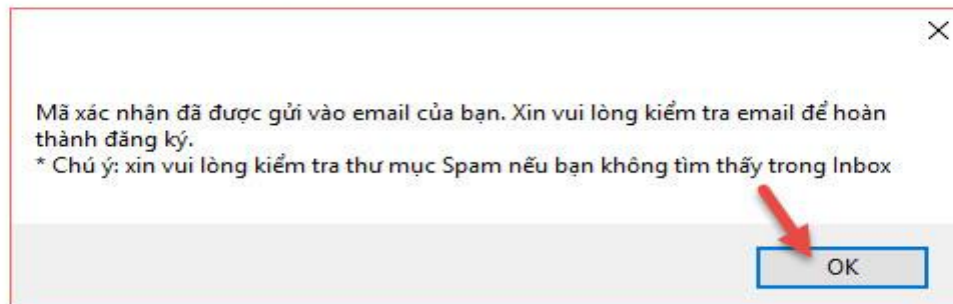 Mã xác nhận đã được gửi vào email của bạn. Xin vui lòng kiểm tra email để hoàn
thành đăng ký.
* Chú ý: xin vui lòng kiểm tra thư mục Spam nếu bạn không tìm thấy trong Inbox
OK